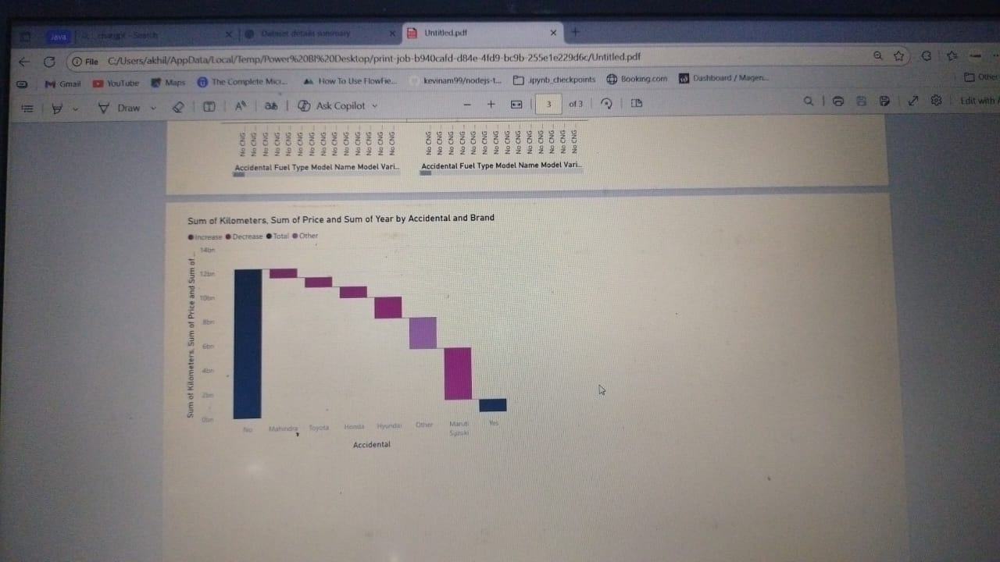 Java chatgpt - Search Dataset details summary Untitled.pdf
File C:/Users/akhil/AppData/Local/Temp/Power%20BI%20Desktop/print-job-b940cafd-d84e-4fd9-bc9b-255e1e229d6c/Untitled.pdf
Gmail YouTube Maps The Complete Micr... How To Use FlowFie... kevinam99/nodejs-t... .ipynb_checkpoints Booking.com Dashboard / Magen... Other
Draw Ask Copilot 3 of 3 Edit with A
No CNG ... No CNG ... No CNG ... No CNG ... No CNG ... No CNG ... No CNG ... No CNG ... No CNG ... No CNG ... No CNG ... No CNG ... No CNG ... No CNG ...
No CNG ... No CNG ... No CNG ... No CNG ... No CNG ... No CNG ... No CNG ... No CNG ... No CNG ... No CNG ... No CNG ... No CNG ... No CNG ... No CNG ...
Accidental Fuel Type Model Name Model Vari...
Accidental Fuel Type Model Name Model Vari...
Sum of Kilometers, Sum of Price and Sum of Year by Accidental and Brand
Increase Decrease Total Other
Sum of Kilometers, Sum of Price and Sum of ...
14bn
12bn
10bn
8bn
6bn
4bn
2bn
0bn
No Mahindra Toyota Honda Hyundai Other Maruti Suzuki Yes
Accidental